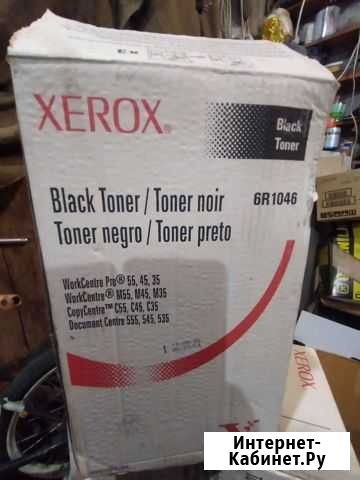 XEROX®
Black
Toner
Black Toner / Toner noir
6R1046
Toner negro / Toner preto
WorkCentre Pro® 55, 45, 35
WorkCentre® M55, M45, M35
CopyCentre™ C55, C45, C35
Document Centre 555, 545, 535
XEROX
Интернет-
Кабинет.Ру